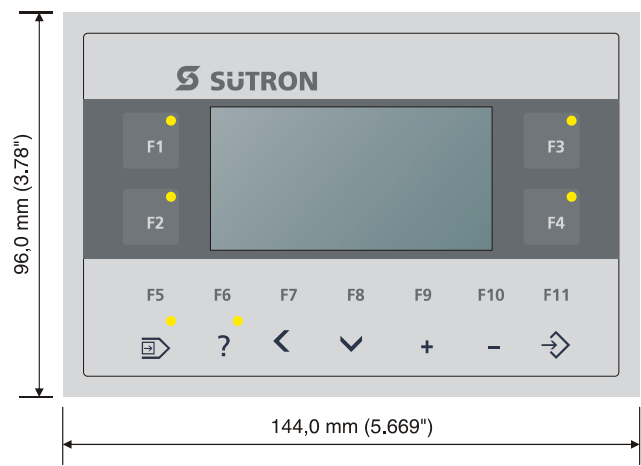 SÜTRON
96,0 mm (3.78")
F1
F3
F2
F4
F5 F6 F7 F8 F9 F10 F11
? + -
144,0 mm (5.669")